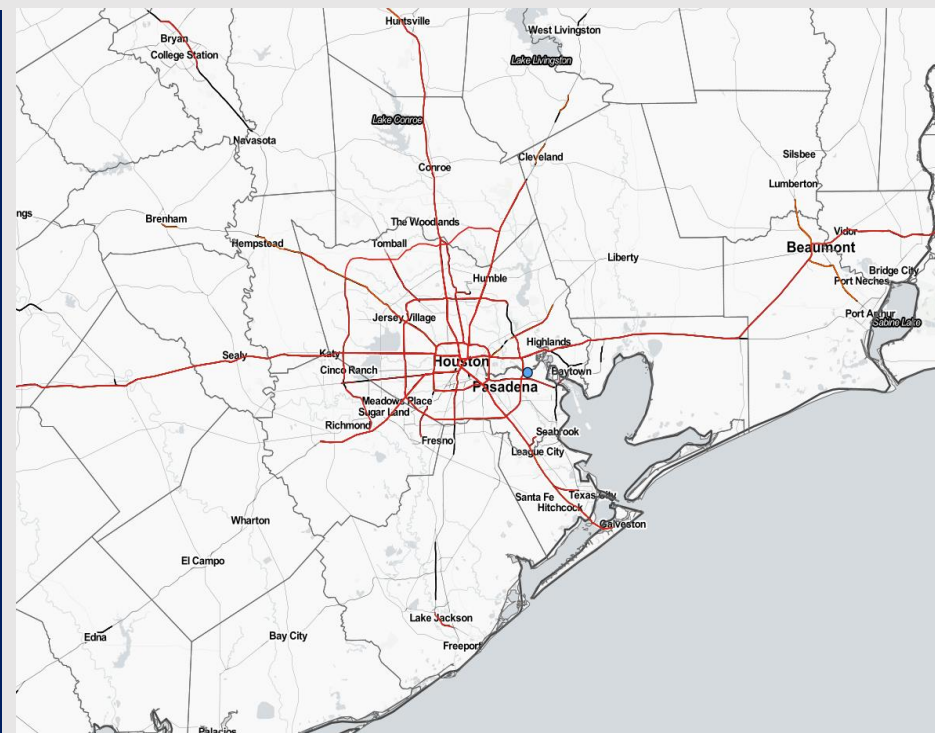 Huntsville
West Livingston
Bryan
College Station
Lake Livingston
Lake Conroe
Navasota
Cleveland
Silsbee
Conroe
Lumberton
ngs
Brenham
The Woodlands
Vidor
Hempstead
Tomball
Beaumont
Liberty
Bridge City
Humble
Port Neches
Port Arthur
Jersey Village
Sabine Lake
Highlands
Sealy
Katy
Houston
Cinco Ranch
Baytown
Pasadena
Meadows Place
Sugar Land
Richmond
Seabrook
Fresno
League City
Santa Fe
Texas City
Hitchcock
Wharton
Galveston
El Campo
Lake Jackson
Edna
Bay City
Freeport
Palacios